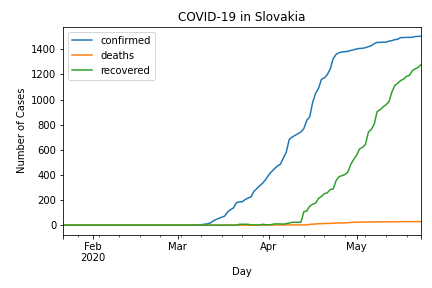 COVID-19 in Slovakia
confirmed
deaths
recovered
1400
1200
1000
800
600
400
200
0
Number of Cases
Feb
2020
Mar
Apr
May
Day